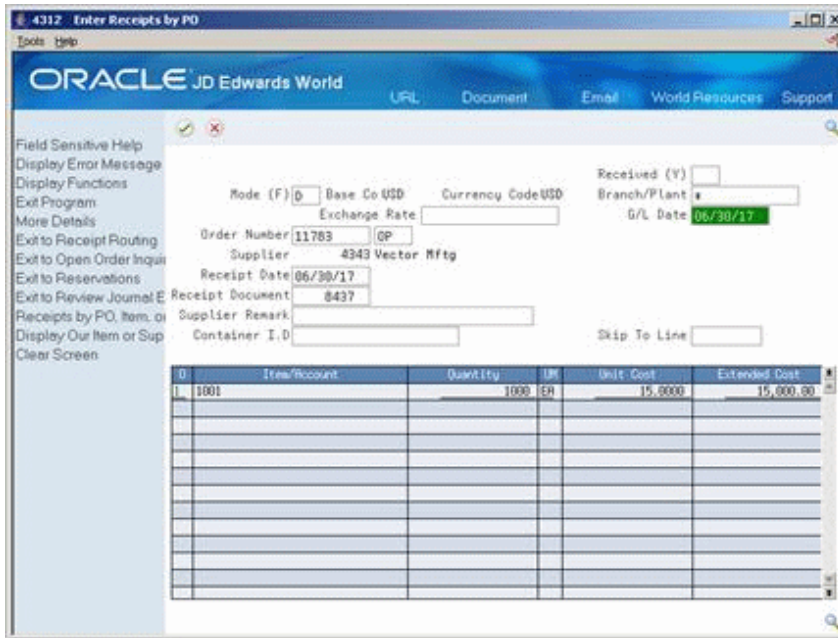 4312 Enter Receipts by PO
Tools Help
ORACLE JD Edwards World
URL Document Email World Resources Support
Field Sensitive Help
Display Error Message
Display Functions
Exit Program
More Details
Exit to Receipt Routing
Exit to Open Order Inqui
Exit to Reservations
Exit to Review Journal E
Receipts by PO, Item, or
Display Our Item or Sup
Clear Screen
Received (Y)
Mode (F) D Base Co USD Currency Code USD Branch/Plant *
Exchange Rate G/L Date 06/30/17
Order Number 11783 OP
Supplier 4343 Vector Mftg
Receipt Date 06/30/17
Receipt Document 8437
Supplier Remark
Container I.D Skip To Line
O Item/Account Quantity UM Unit Cost Extended Cost
1 1001 1000 EA 15.0000 15,000.00